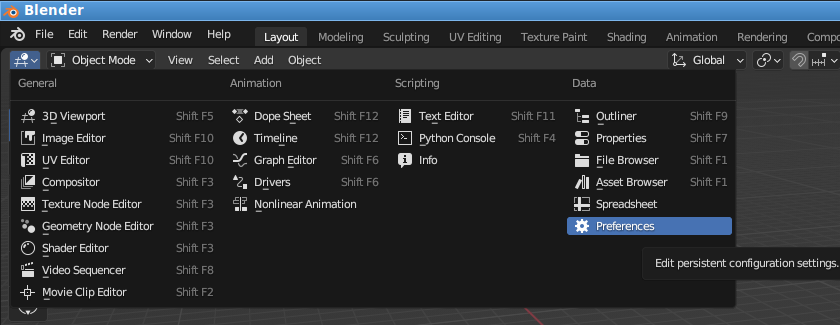 Blender
File Edit Render Window Help Layout Modeling Sculpting UV Editing Texture Paint Shading Animation Rendering Compo
Object Mode View Select Add Object Global
General Animation Scripting Data
3D Viewport Shift F5 Dope Sheet Shift F12 Text Editor Shift F11 Outliner Shift F9
Image Editor Shift F10 Timeline Shift F12 Python Console Shift F4 Properties Shift F7
UV Editor Shift F10 Graph Editor Shift F6 Info File Browser Shift F1
Compositor Shift F3 Drivers Shift F6 Asset Browser Shift F1
Texture Node Editor Shift F3 Nonlinear Animation Spreadsheet
Geometry Node Editor Shift F3 Preferences
Shader Editor Shift F3
Video Sequencer Shift F8 Edit persistent configuration settings.
Movie Clip Editor Shift F2